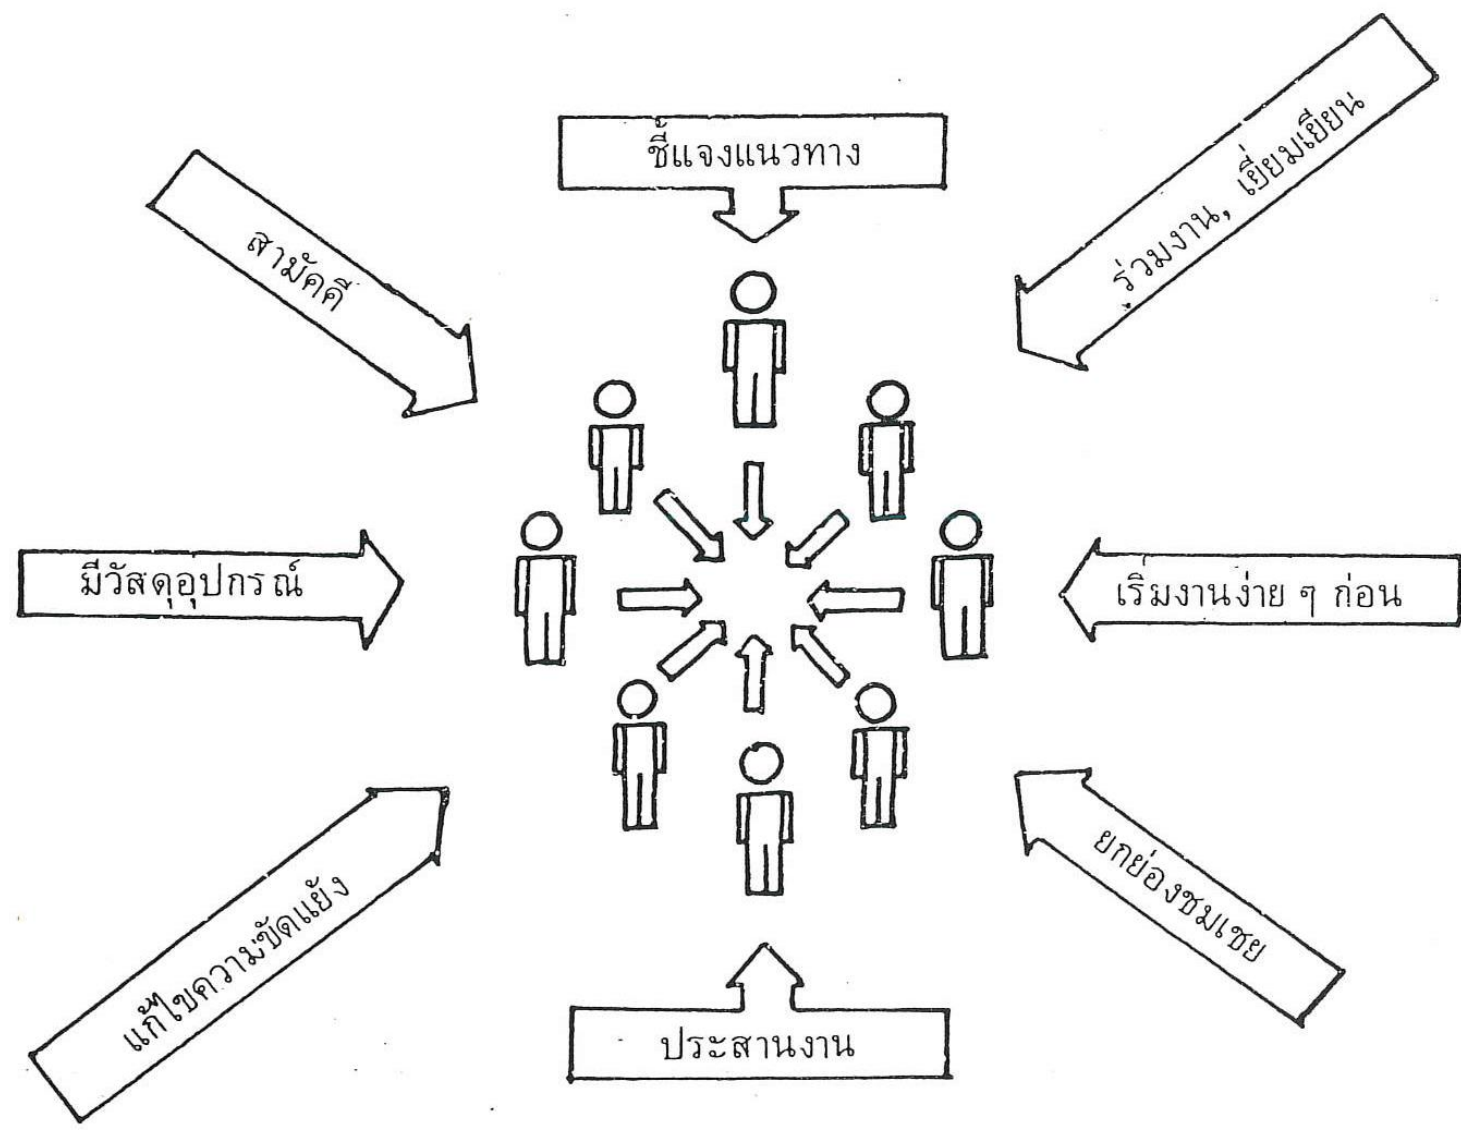 ชี้แจงแนวทาง
ร่วมงาน, เยี่ยมเยียน
สามัคคี
มีวัสดุอุปกรณ์
เริ่มงานง่าย ๆ ก่อน
ยกย่องชมเชย
แก้ไขความขัดแย้ง
ประสานงาน